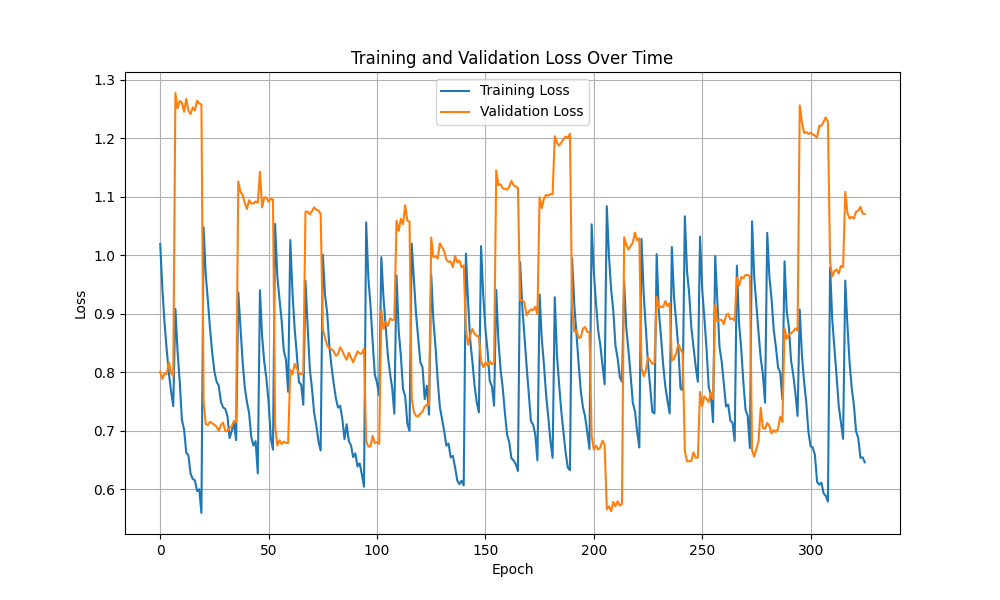 Training and Validation Loss Over Time
Training Loss
Validation Loss
1.3
1.2
1.1
1.0
0.9
0.8
0.7
0.6
Loss
0 50 100 150 200 250 300
Epoch